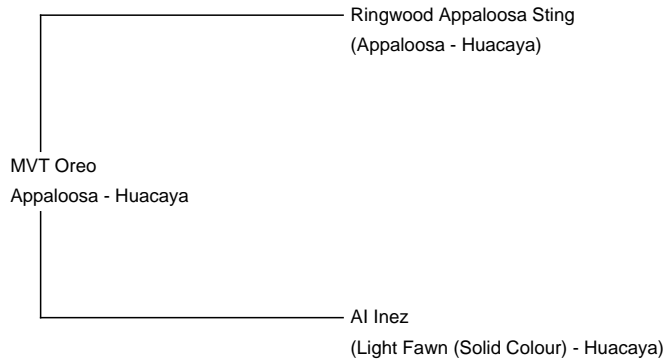 Ringwood Appaloosa Sting
(Appaloosa - Huacaya)
MVT Oreo
Appaloosa - Huacaya
AI Inez
(Light Fawn (Solid Colour) - Huacaya)